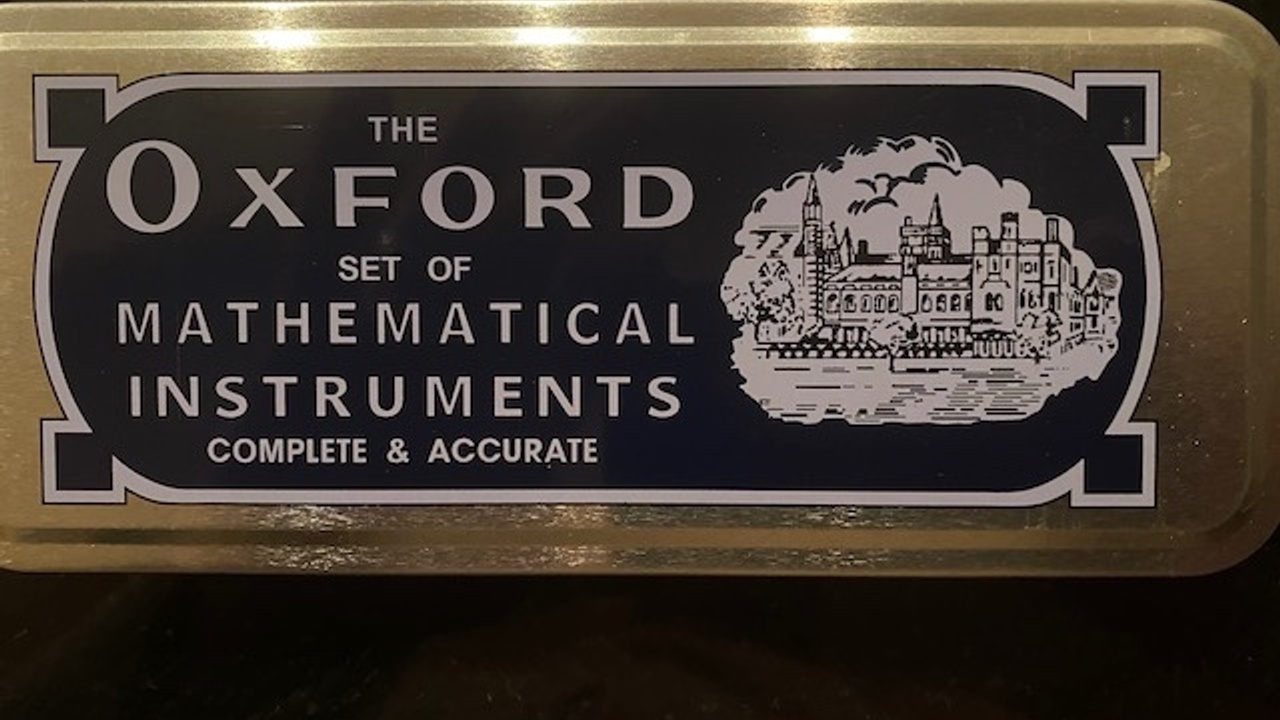 THE
OXFORD
SET OF
MATHEMATICAL
INSTRUMENTS
COMPLETE & ACCURATE